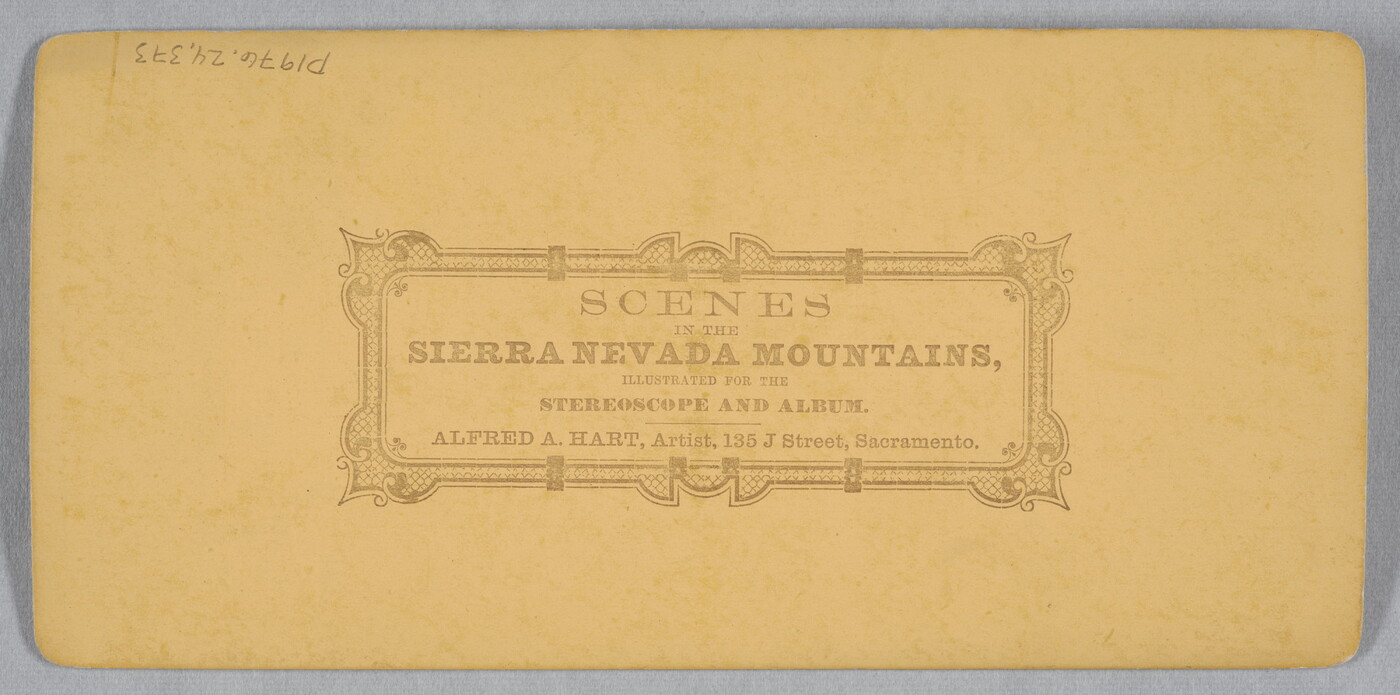 P1976.24.373
SCENES
IN THE
SIERRA NEVADA MOUNTAINS,
ILLUSTRATED FOR THE
STEREOSCOPE AND ALBUM.
ALFRED A. HART, Artist, 135 J Street, Sacramento.